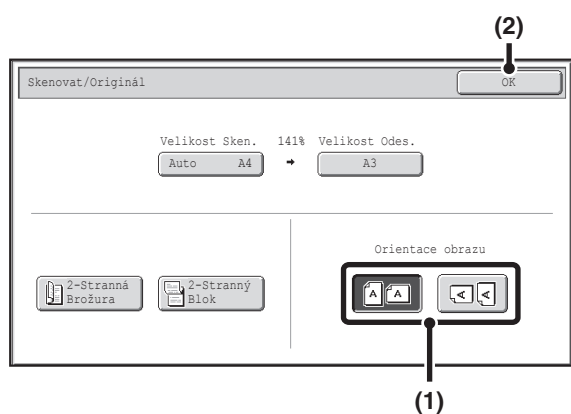 (2)
Skenovat/Originál
OK
Velikost Sken. 141% Velikost Odes.
Auto A4 → A3
Orientace obrazu
2-Stranná
Brožura
2-Stranný
Blok
A A A A
(1)